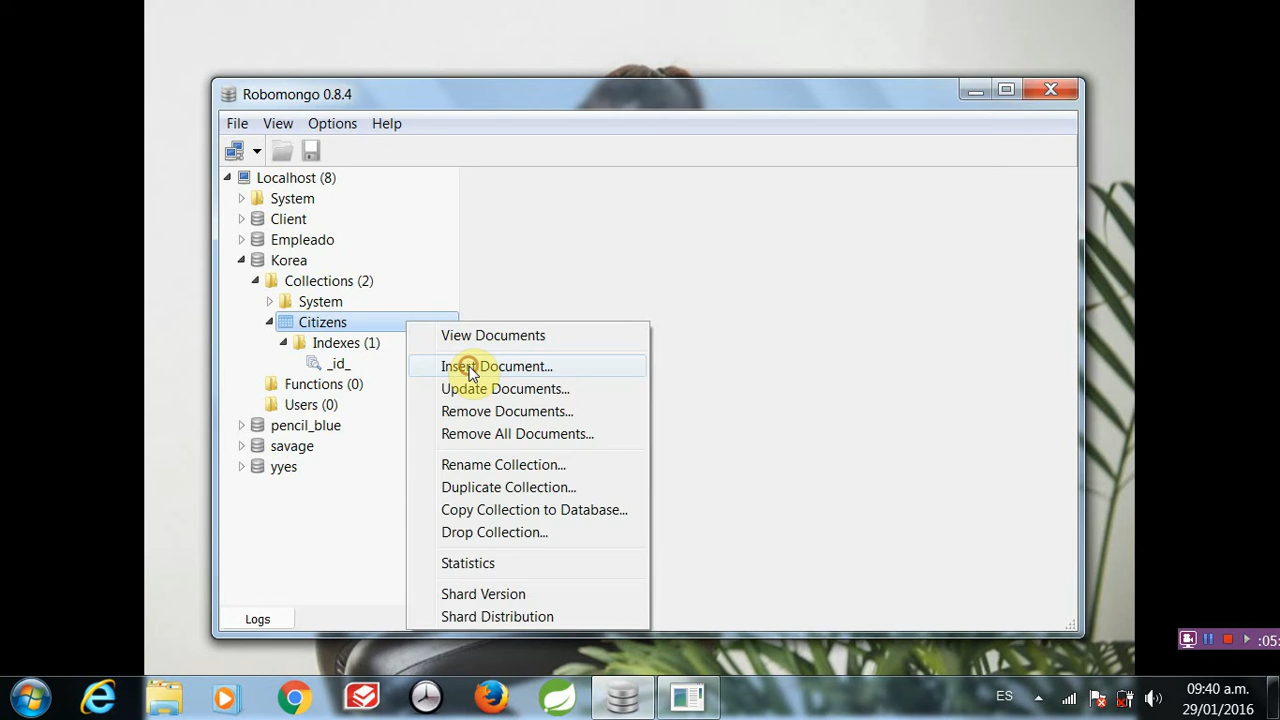 Robomongo 0.8.4
File View Options Help
Localhost (8)
System
Client
Empleado
Korea
Collections (2)
System
Citizens
Indexes (1)
_id_
Functions (0)
Users (0)
pencil_blue
savage
yyes
View Documents
Insert Document...
Update Documents...
Remove Documents...
Remove All Documents...
Rename Collection...
Duplicate Collection...
Copy Collection to Database...
Drop Collection...
Statistics
Shard Version
Shard Distribution
Logs
:05
ES
09:40 a.m.
29/01/2016